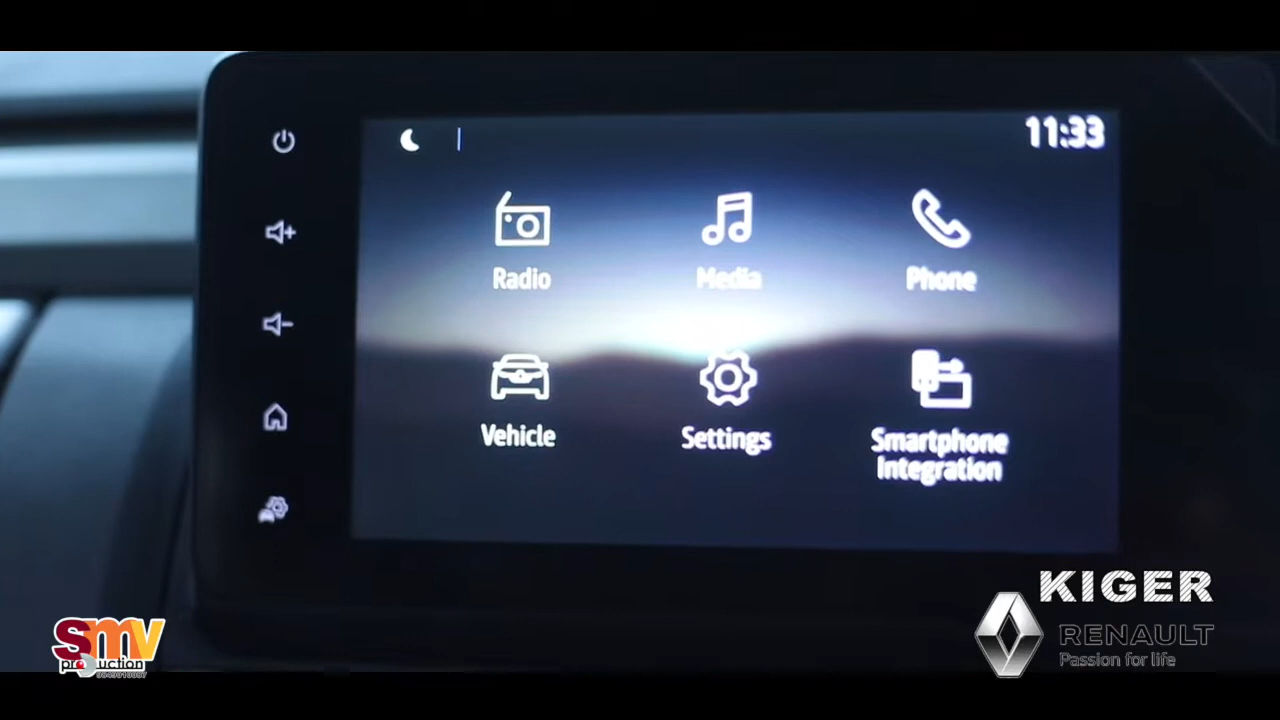 11:33
Radio
Media
Phone
Vehicle
Settings
Smartphone
Integration
KIGER
RENAULT
Passion for life
smv
production